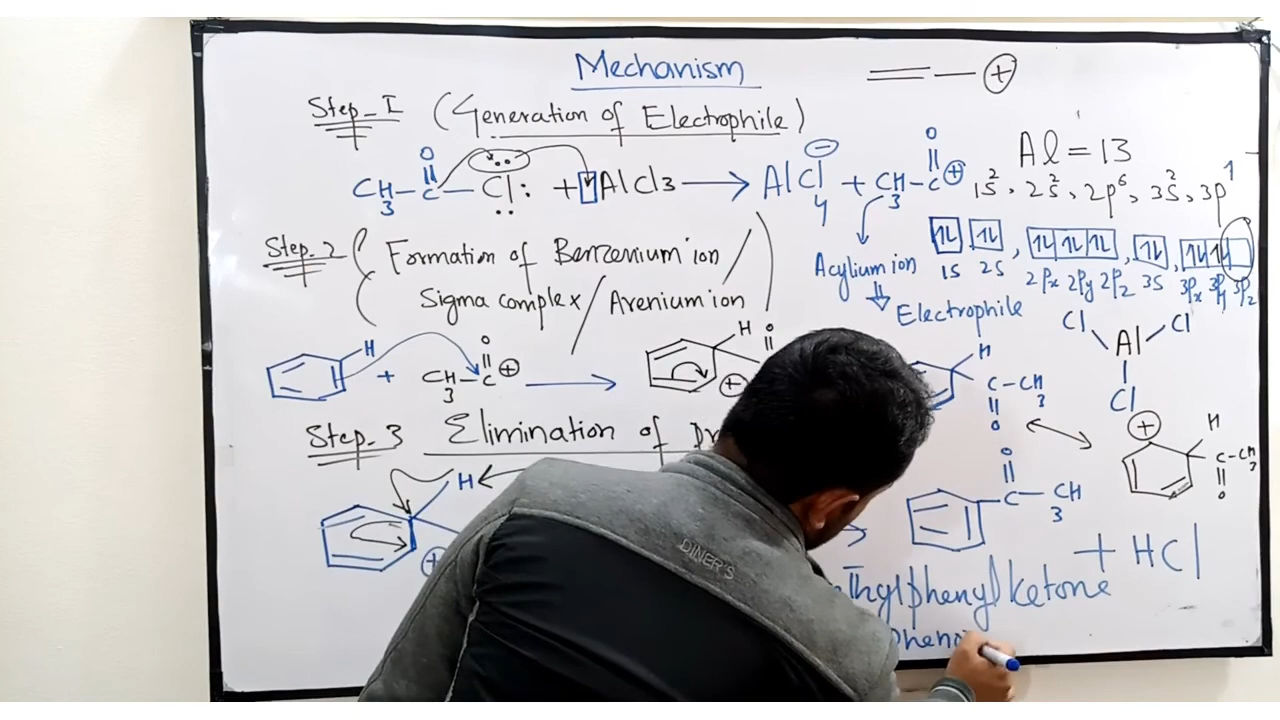 Mechanism
Step-I (Generation of Electrophile)
CH3-C(=O)-Cl: + AlCl3 → AlCl4⊖ + CH3-C(=O)⊕
Al = 13
1s², 2s², 2p⁶, 3s², 3p¹
1s 2s 2px 2py 2pz 3s 3px 3py 3pz
Acylium ion
⇓
Electrophile
Step-2 (Formation of Benzenium ion /
Sigma complex / Arenium ion)
Cl Cl
Al
Cl
H + CH3-C(=O)⊕ → H O ⊕
H C-CH3 O
↔
⊕ H C-CH3 O
Step-3 Elimination of
H ⊕
→ O C-CH3
+ HCl
thylphenylketone
DINER'S